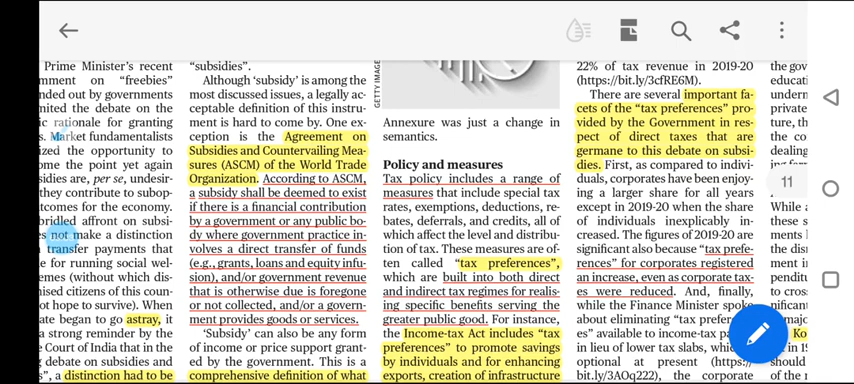 Prime Minister's recent
mment on "freebies"
nded out by governments
nited the debate on the
ic rationale for granting
s. Market fundamentalists
ized the opportunity to
ome the point yet again
sidies are, per se, undesir-
they contribute to subop-
tcomes for the economy.
bridled affront on subsi-
es not make a distinction
transfer payments that
e for running social wel-
emes (without which dis-
nised citizens of this coun-
ot hope to survive). When
ate began to go astray, it
a strong reminder by the
e Court of India that in the
debate on subsidies and
s", a distinction had to be
"subsidies".
Although 'subsidy' is among the
most discussed issues, a legally ac-
ceptable definition of this instru-
ment is hard to come by. One ex-
ception is the Agreement on
Subsidies and Countervailing Mea-
sures (ASCM) of the World Trade
Organization. According to ASCM,
a subsidy shall be deemed to exist
if there is a financial contribution
by a government or any public bo-
dy where government practice in-
volves a direct transfer of funds
(e.g., grants, loans and equity infu-
sion), and/or government revenue
that is otherwise due is foregone
or not collected, and/or a govern-
ment provides goods or services.
'Subsidy' can also be any form
of income or price support grant-
ed by the government. This is a
comprehensive definition of what
GETTY IMAGE
Annexure was just a change in
semantics.
Policy and measures
Tax policy includes a range of
measures that include special tax
rates, exemptions, deductions, re-
bates, deferrals, and credits, all of
which affect the level and distribu-
tion of tax. These measures are of-
ten called "tax preferences",
which are built into both direct
and indirect tax regimes for realis-
ing specific benefits serving the
greater public good. For instance,
the Income-tax Act includes "tax
preferences" to promote savings
by individuals and for enhancing
exports, creation of infrastructure
22% of tax revenue in 2019-20
(https://bit.ly/3cfRE6M).
There are several important fa-
cets of the "tax preferences" pro-
vided by the Government in res-
pect of direct taxes that are
germane to this debate on subsi-
dies. First, as compared to indivi-
duals, corporates have been enjoy-
ing a larger share for all years
except in 2019-20 when the share
of individuals inexplicably in-
creased. The figures of 2019-20 are
significant also because "tax prefe-
rences" for corporates registered
an increase, even as corporate tax-
es were reduced. And, finally,
while the Finance Minister spoke
about eliminating "tax prefer
es" available to income-tax pa
in lieu of lower tax slabs, whic
optional at present (https://
bit.ly/3AOq222), the corporate
the gov
educati
undern
private
ture, th
the co
dealing
11
While a
these s
ments
the dis
ment i
penditu
to cros
nifican
major
Ko
in 15
should
of the r